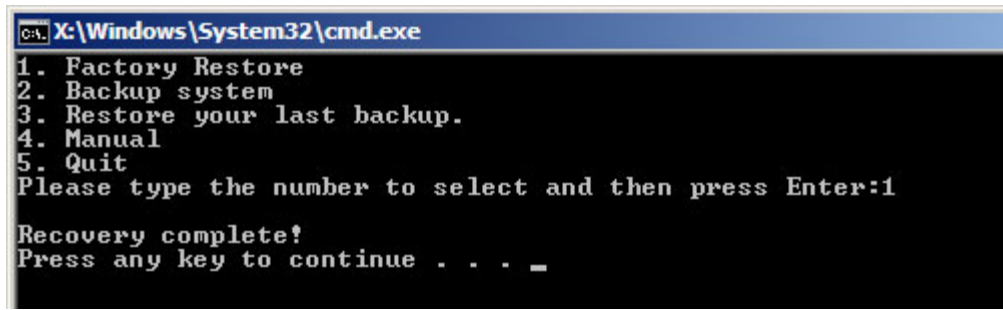 X:\Windows\System32\cmd.exe
1. Factory Restore
2. Backup system
3. Restore your last backup.
4. Manual
5. Quit
Please type the number to select and then press Enter:1
Recovery complete!
Press any key to continue . . . _